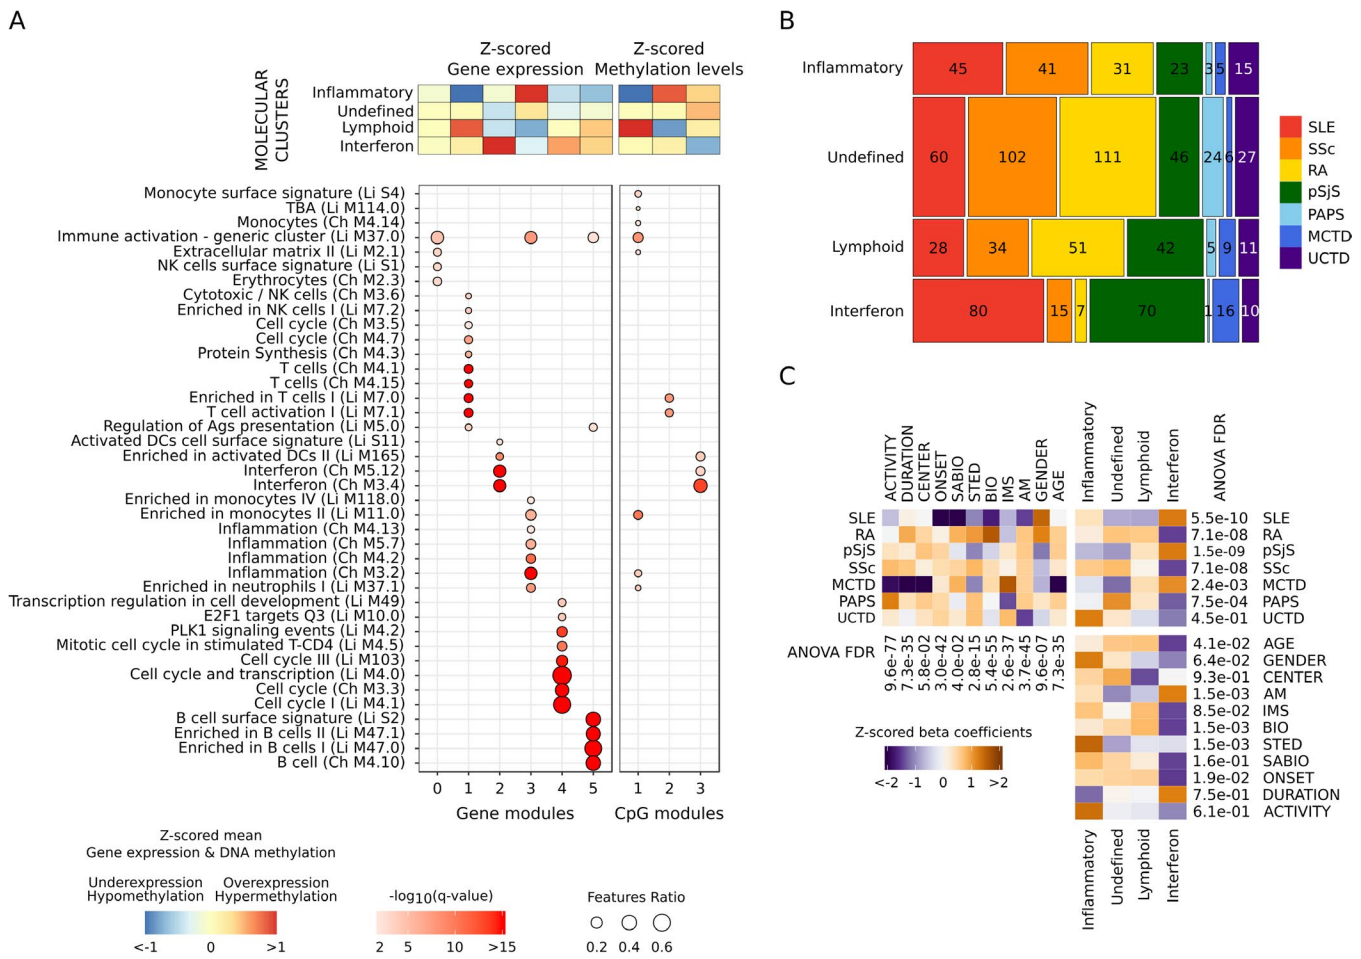 A
Z-scored
Gene expression
Z-scored
Methylation levels
MOLECULAR
CLUSTERS
Inflammatory
Undefined
Lymphoid
Interferon
Monocyte surface signature (Li S4)
TBA (Li M114.0)
Monocytes (Ch M4.14)
Immune activation - generic cluster (Li M37.0)
Extracellular matrix II (Li M2.1)
NK cells surface signature (Li S1)
Erythrocytes (Ch M2.3)
Cytotoxic / NK cells (Ch M3.6)
Enriched in NK cells I (Li M7.2)
Cell cycle (Ch M3.5)
Cell cycle (Ch M4.7)
Protein Synthesis (Ch M4.3)
T cells (Ch M4.1)
T cells (Ch M4.15)
Enriched in T cells I (Li M7.0)
T cell activation I (Li M7.1)
Regulation of Ags presentation (Li M5.0)
Activated DCs cell surface signature (Li S11)
Enriched in activated DCs II (Li M165)
Interferon (Ch M5.12)
Interferon (Ch M3.4)
Enriched in monocytes IV (Li M118.0)
Enriched in monocytes II (Li M11.0)
Inflammation (Ch M4.13)
Inflammation (Ch M5.7)
Inflammation (Ch M4.2)
Inflammation (Ch M3.2)
Enriched in neutrophils I (Li M37.1)
Transcription regulation in cell development (Li M49)
E2F1 targets Q3 (Li M10.0)
PLK1 signaling events (Li M4.2)
Mitotic cell cycle in stimulated T-CD4 (Li M4.5)
Cell cycle III (Li M103)
Cell cycle and transcription (Li M4.0)
Cell cycle (Ch M3.3)
Cell cycle I (Li M4.1)
B cell surface signature (Li S2)
Enriched in B cells II (Li M47.1)
Enriched in B cells I (Li M47.0)
B cell (Ch M4.10)
0 1 2 3 4 5 1 2 3
Gene modules CpG modules
Z-scored mean
Gene expression & DNA methylation
Underexpression Overexpression
Hypomethylation Hypermethylation
<-1 0 >1
-log10(q-value)
2 5 10 >15
Features Ratio
0.2 0.4 0.6
B
Inflammatory 45 41 31 23 3 5 15
Undefined 60 102 111 46 24 6 27
Lymphoid 28 34 51 42 5 9 11
Interferon 80 15 7 70 1 16 10
SLE
SSc
RA
pSjS
PAPS
MCTD
UCTD
C
ACTIVITY DURATION CENTER ONSET SABIO STED BIO IMS AM GENDER AGE
Inflammatory Undefined Lymphoid Interferon ANOVA FDR
SLE 5.5e-10 SLE
RA 7.1e-08 RA
pSjS 1.5e-09 pSjS
SSc 7.1e-08 SSc
MCTD 2.4e-03 MCTD
PAPS 7.5e-04 PAPS
UCTD 4.5e-01 UCTD
ANOVA FDR 9.6e-77 7.3e-35 5.8e-02 3.0e-42 4.0e-02 2.8e-15 5.4e-55 2.6e-37 3.7e-45 9.6e-07 7.3e-35
4.1e-02 AGE
6.4e-02 GENDER
9.3e-01 CENTER
1.5e-03 AM
8.5e-02 IMS
1.5e-03 BIO
1.5e-03 STED
1.6e-01 SABIO
1.9e-02 ONSET
7.5e-01 DURATION
6.1e-01 ACTIVITY
Inflammatory Undefined Lymphoid Interferon
Z-scored beta coefficients
<-2 -1 0 1 >2